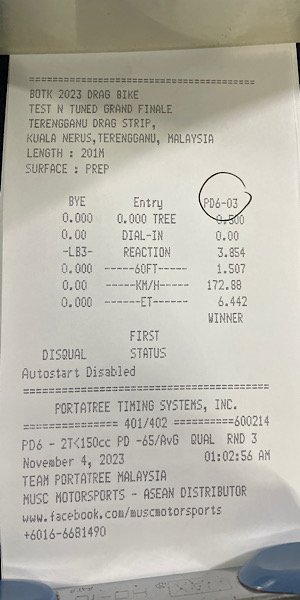 ==========================================
BOTK 2023 DRAG BIKE
TEST N TUNED GRAND FINALE
TERENGGANU DRAG STRIP,
KUALA NERUS,TERENGGANU, MALAYSIA
LENGTH : 201M
SURFACE : PREP
BYE Entry PD6-03
0.000 0.000 TREE 0.500
0.00 DIAL-IN 0.00
-LB3- REACTION 3.854
0.000 ------60FT------ 1.507
0.00 ------KM/H------ 172.88
0.000 -------ET------- 6.442
WINNER
FIRST
DISQUAL STATUS
Autostart Disabled
==========================================
PORTATREE TIMING SYSTEMS, INC.
================ 401/402 ==========600214
PD6 - 2T<150cc PD -65/AvG QUAL RND 3
November 4, 2023 01:02:56 AM
TEAM PORTATREE MALAYSIA
MUSC MOTORSPORTS - ASEAN DISTRIBUTOR
www.facebook.com/muscmotorsports
+6016-6681490